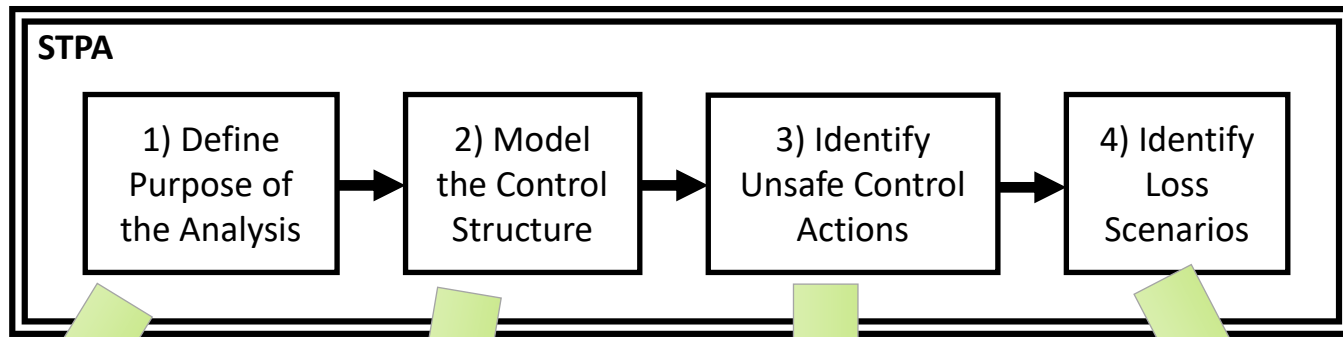 STPA
1) Define
Purpose of
the Analysis
2) Model
the Control
Structure
3) Identify
Unsafe Control
Actions
4) Identify
Loss
Scenarios